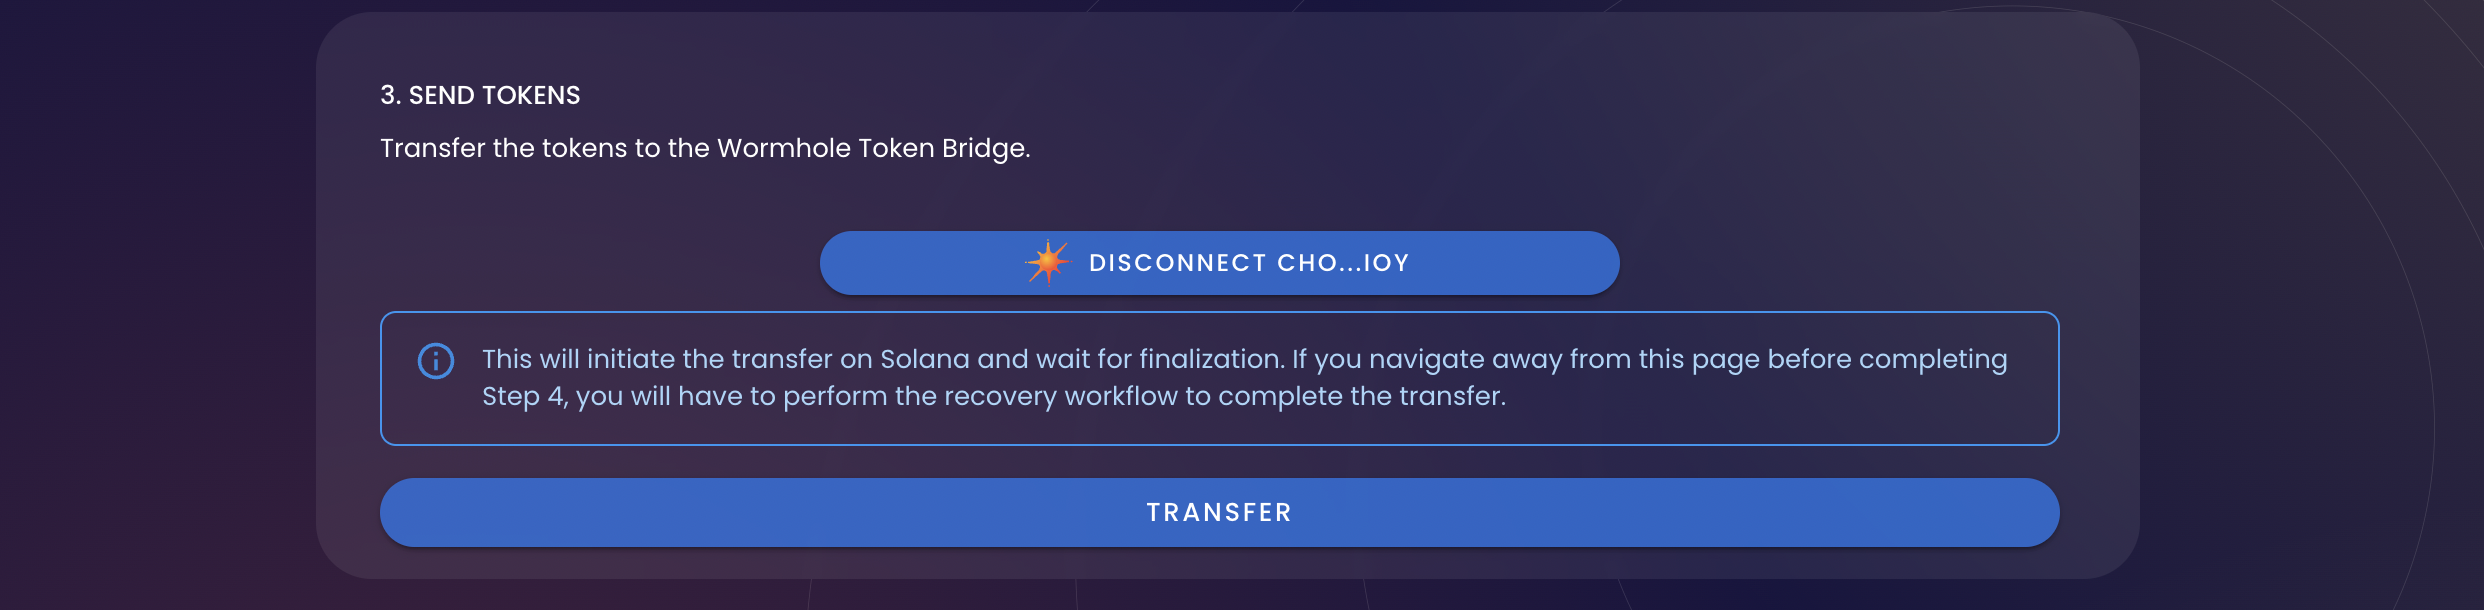 3. SEND TOKENS
Transfer the tokens to the Wormhole Token Bridge.
DISCONNECT CHO...IOY
This will initiate the transfer on Solana and wait for finalization. If you navigate away from this page before completing
Step 4, you will have to perform the recovery workflow to complete the transfer.
TRANSFER